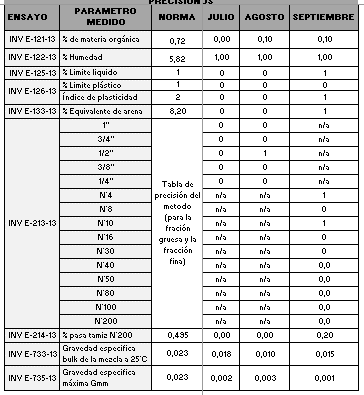 PRECISION JS
ENSAYO PARAMETRO MEDIDO NORMA JULIO AGOSTO SEPTIEMBRE
INV E-121-13 % de materia orgánica 0,72 0,00 0,10 0,10
INV E-122-13 % Humedad 5,82 1,00 1,00 1,00
INV E-125-13 % Limite liquido 1 0 0 1
INV E-126-13 % Limite plástico 1 0 0 0
Índice de plasticidad 2 0 0 1
INV E-133-13 % Equivalente de arena 8,20 0 0 1
INV E-213-13 Tabla de precisión del metodo (para la fración gruesa y la fracción fina)
1" 0 0 n/a
3/4" 0 0 n/a
1/2" 0 1 n/a
3/8" 0 0 n/a
1/4" 0 0 n/a
N°4 n/a n/a 1
N°8 n/a n/a 0
N°10 n/a n/a 1
N°16 n/a n/a 0
N°30 n/a n/a 0
N°40 n/a n/a 0,0
N°50 n/a n/a 0,0
N°80 n/a n/a 0,0
N°100 n/a n/a 0,0
N°200 n/a n/a 0,0
INV E-214-13 % pasa tamiz N°200 0,495 0,00 0,00 0,20
INV E-733-13 Gravedad especifica bulk de la mezcla a 25°C 0,023 0,018 0,010 0,015
INV E-735-13 Gravedad especifica máxima Gmm 0,023 0,002 0,003 0,001